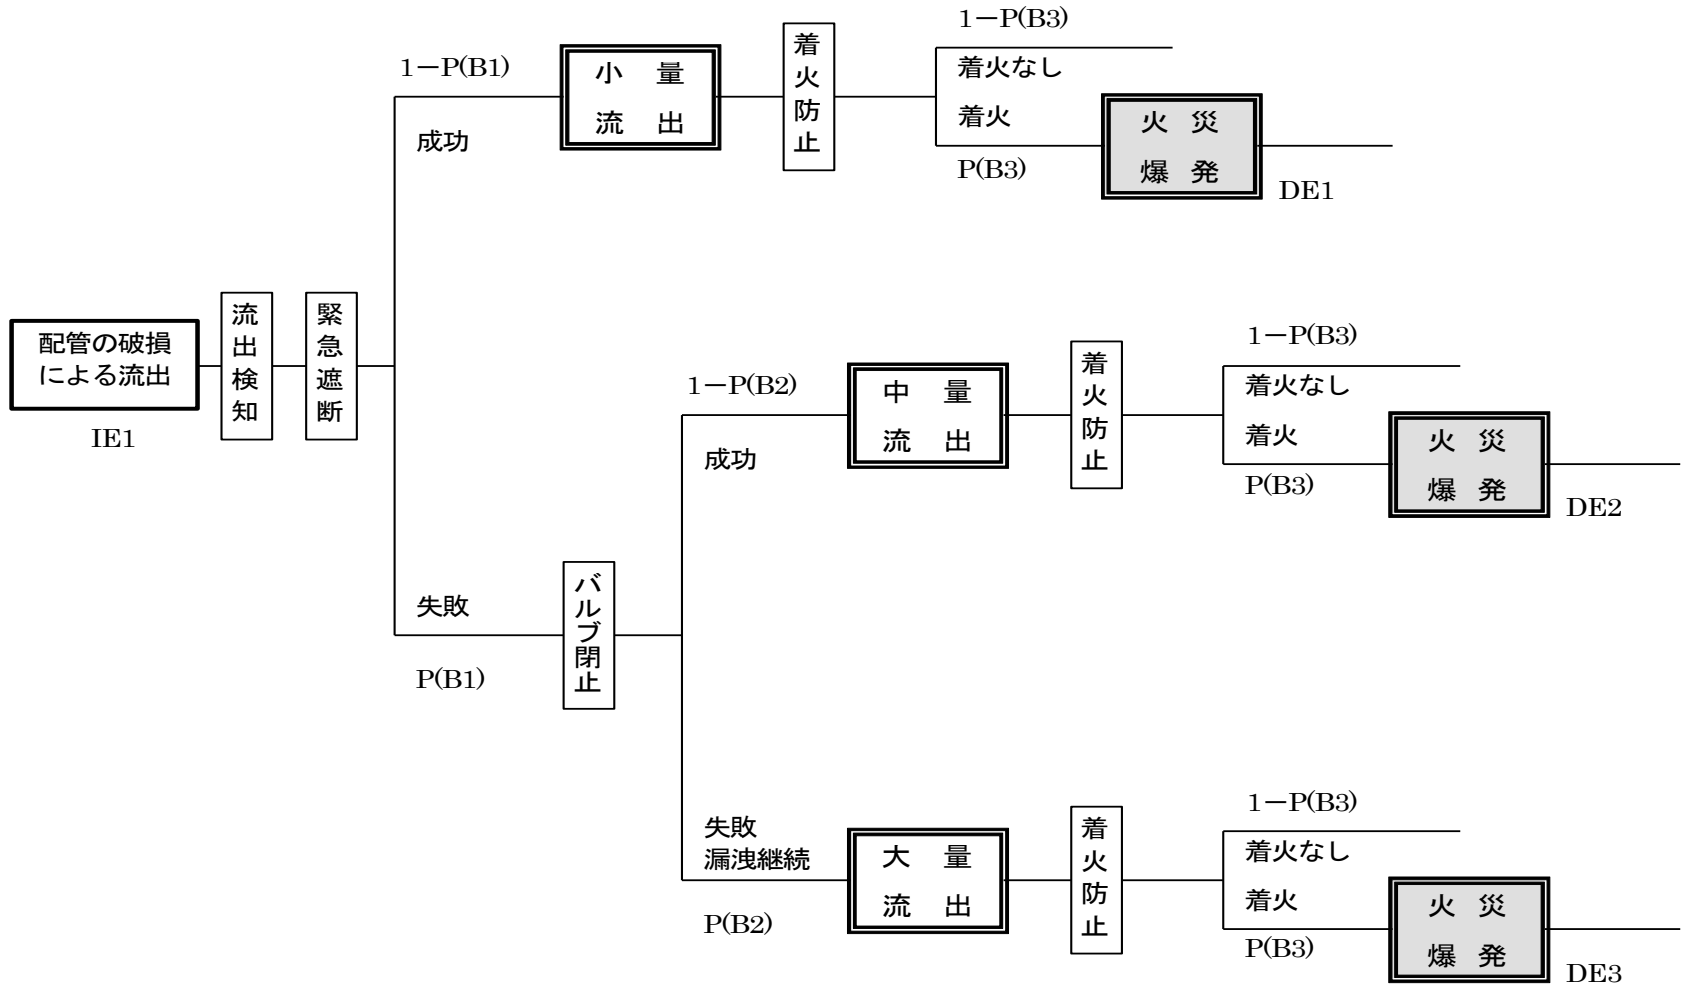 1－P(B3)
着火防止
1－P(B1)
小　量
流　出
着火なし
着火
成功
火　災
爆　発
P(B3)
DE1
流出検知
緊急遮断
配管の破損
による流出
IE1
1－P(B3)
着火防止
1－P(B2)
中　量
流　出
着火なし
着火
成功
火　災
爆　発
P(B3)
DE2
バルブ閉止
失敗
P(B1)
1－P(B3)
着火防止
失敗
漏洩継続
大　量
流　出
着火なし
着火
P(B2)
火　災
爆　発
P(B3)
DE3